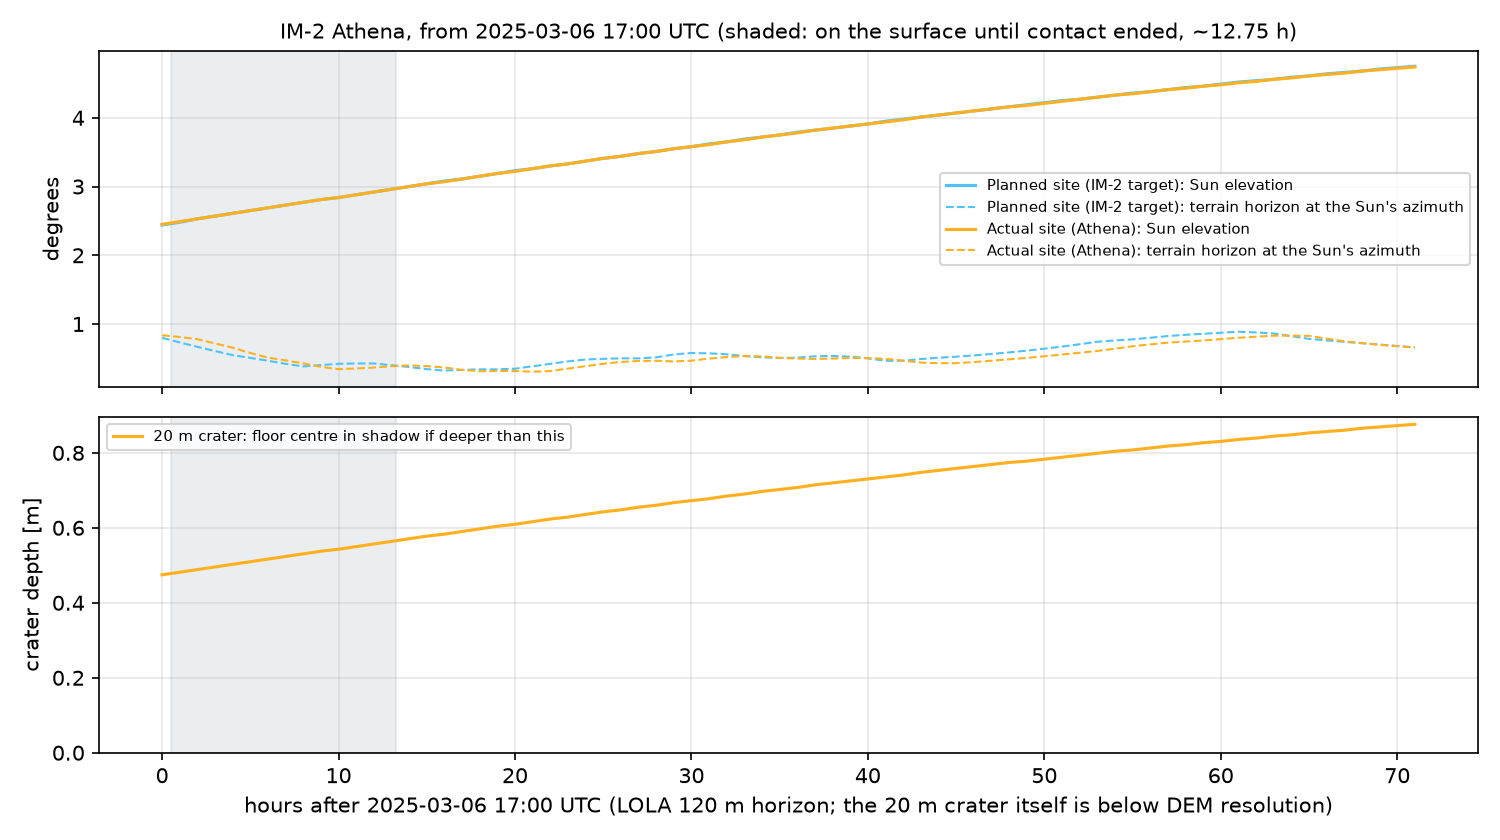 IM-2 Athena, from 2025-03-06 17:00 UTC (shaded: on the surface until contact ended, ~12.75 h)
degrees
4
3
2
1
Planned site (IM-2 target): Sun elevation
Planned site (IM-2 target): terrain horizon at the Sun's azimuth
Actual site (Athena): Sun elevation
Actual site (Athena): terrain horizon at the Sun's azimuth
20 m crater: floor centre in shadow if deeper than this
crater depth [m]
0.8
0.6
0.4
0.2
0.0
0 10 20 30 40 50 60 70
hours after 2025-03-06 17:00 UTC (LOLA 120 m horizon; the 20 m crater itself is below DEM resolution)